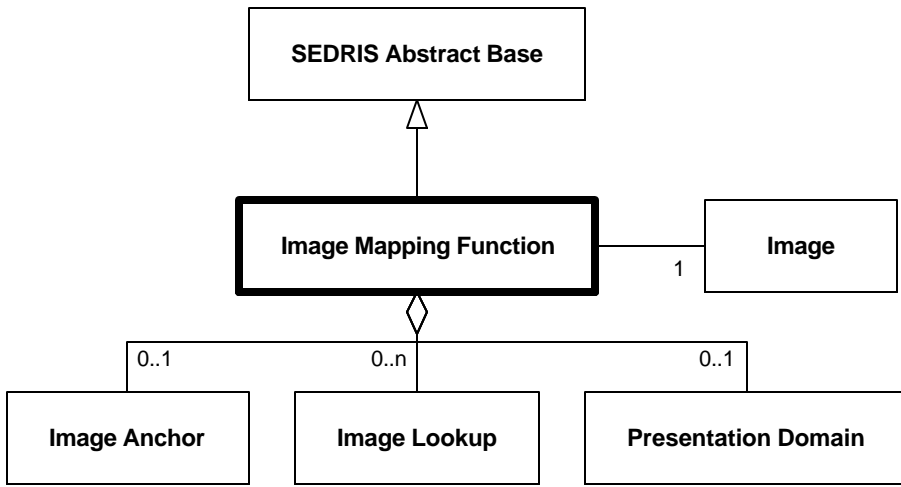 SEDRIS Abstract Base
Image Mapping Function
Image
1
0..1
0..n
0..1
Image Anchor
Image Lookup
Presentation Domain